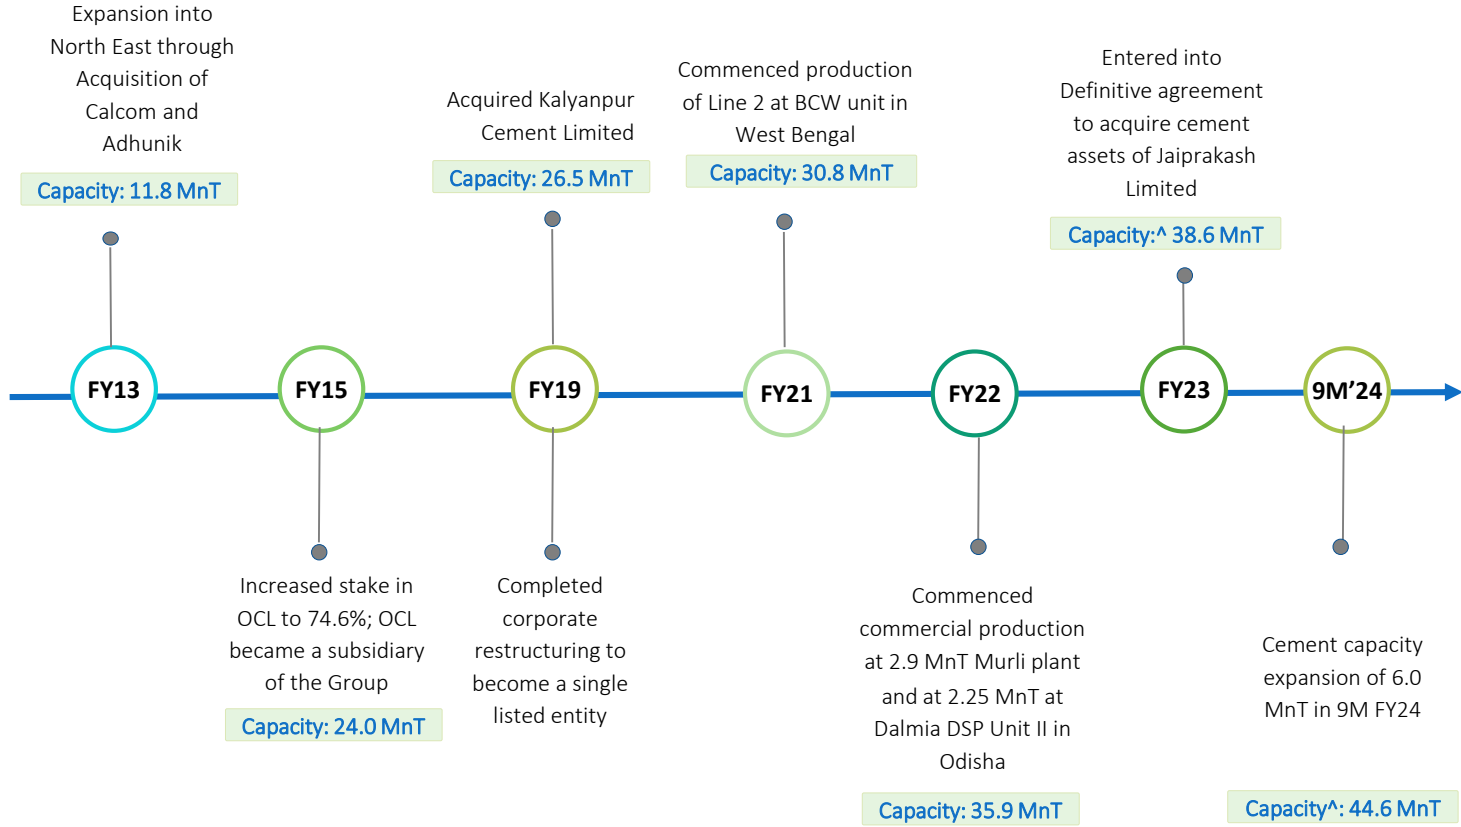 Expansion into
North East through
Acquisition of
Calcom and
Adhunik
Capacity: 11.8 MnT
Acquired Kalyanpur
Cement Limited
Capacity: 26.5 MnT
Commenced production
of Line 2 at BCW unit in
West Bengal
Capacity: 30.8 MnT
Entered into
Definitive agreement
to acquire cement
assets of Jaiprakash
Limited
Capacity:^ 38.6 MnT
FY13
FY15
FY19
FY21
FY22
FY23
9M’24
Increased stake in
OCL to 74.6%; OCL
became a subsidiary
of the Group
Capacity: 24.0 MnT
Completed
corporate
restructuring to
become a single
listed entity
Commenced
commercial production
at 2.9 MnT Murli plant
and at 2.25 MnT at
Dalmia DSP Unit II in
Odisha
Capacity: 35.9 MnT
Cement capacity
expansion of 6.0
MnT in 9M FY24
Capacity^: 44.6 MnT